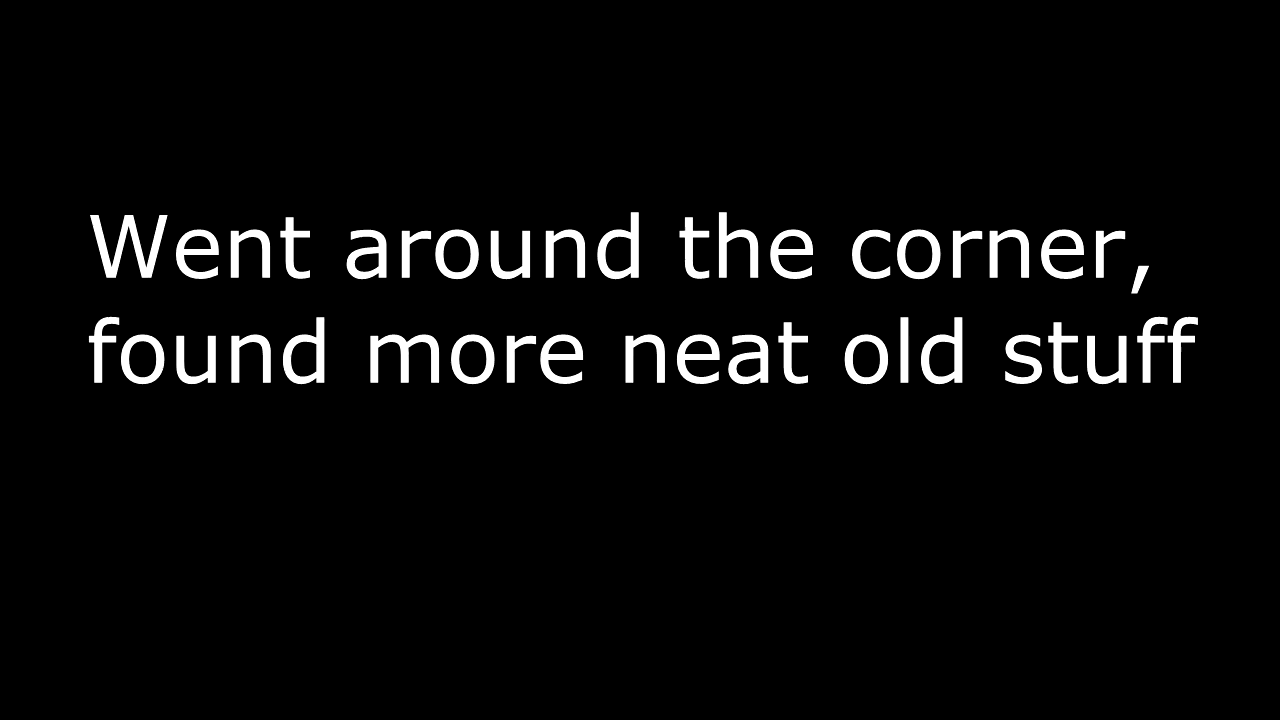 Went around the corner,
found more neat old stuff